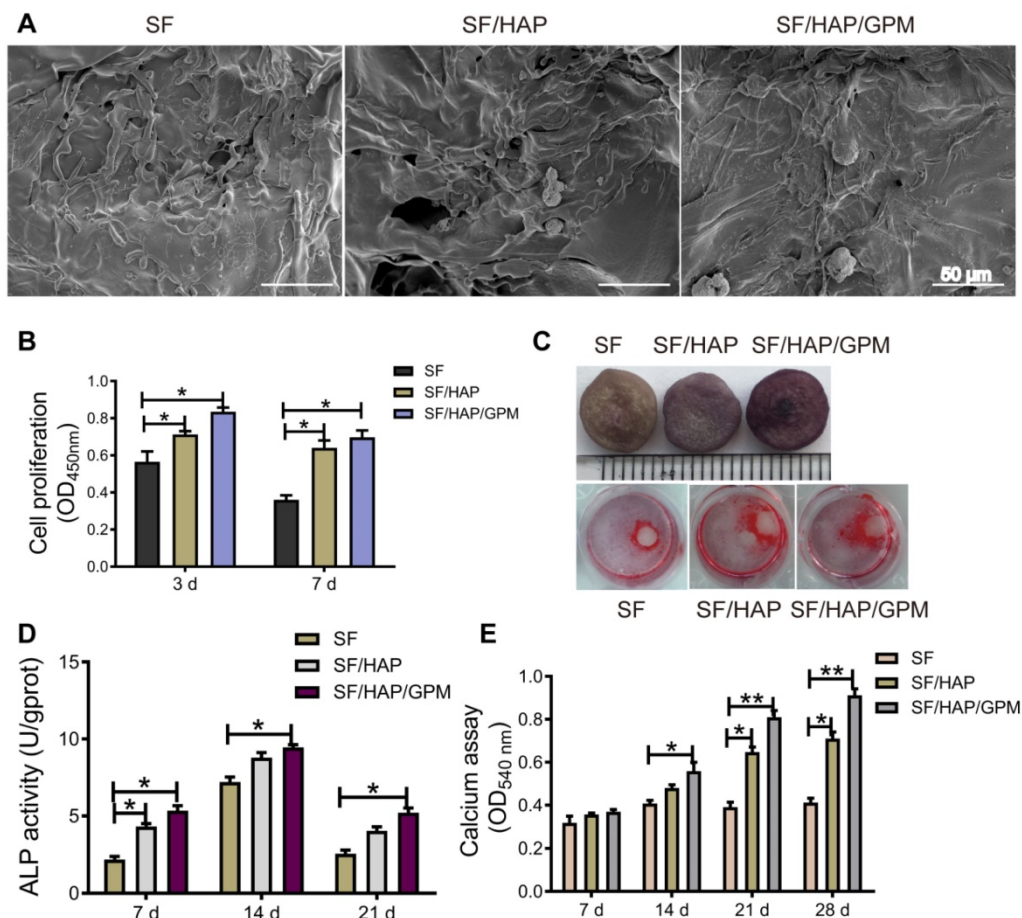 A
SF
SF/HAP
SF/HAP/GPM
50 μm
B
SF
SF/HAP
SF/HAP/GPM
Cell proliferation
(OD450nm)
1.0
0.8
0.6
0.4
0.2
0.0
*
*
*
*
3 d
7 d
C
SF
SF/HAP
SF/HAP/GPM
SF
SF/HAP
SF/HAP/GPM
D
SF
SF/HAP
SF/HAP/GPM
ALP activity (U/gprot)
15
10
5
0
*
*
*
*
7 d
14 d
21 d
E
SF
SF/HAP
SF/HAP/GPM
Calcium assay
(OD540 nm)
1.0
0.8
0.6
0.4
0.2
0.0
*
**
*
**
*
7 d
14 d
21 d
28 d